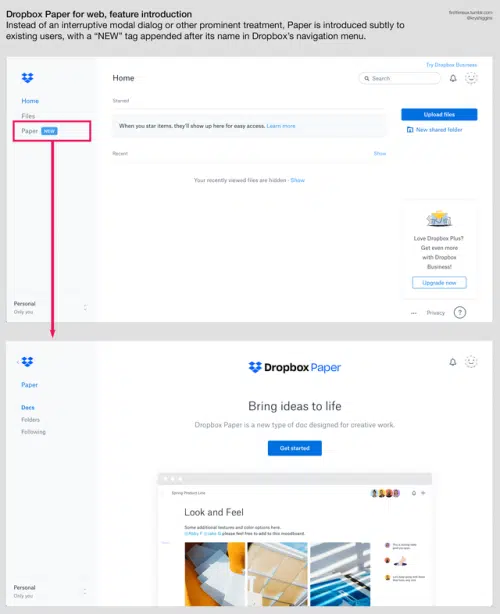 Dropbox Paper for web, feature introduction
Instead of an interruptive modal dialog or other prominent treatment, Paper is introduced subtly to
existing users, with a “NEW” tag appended after its name in Dropbox’s navigation menu.
Try Dropbox Business
Home
Search
Home
Files
Paper NEW
Starred
When you star items, they’ll show up here for easy access. Learn more
Upload files
New shared folder
Recent
Show
Your recently viewed files are hidden · Show
Love Dropbox Plus?
Get even more
with Dropbox
Business!
Upgrade now
Personal
Only you
Privacy
?
Paper
Docs
Folders
Following
Dropbox Paper
Bring ideas to life
Dropbox Paper is a new type of doc designed for creative work.
Get started
Spring Product Line
Look and Feel
Some additional textures and color options here.
please feel free to add to this moodboard.
Personal
Only you